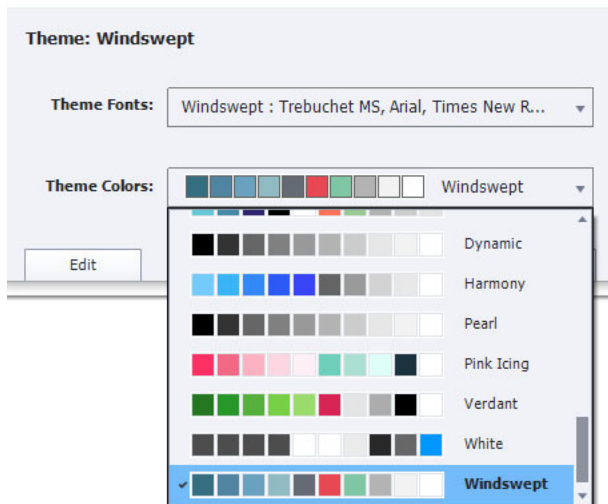 Theme: Windswept
Theme Fonts: Windswept : Trebuchet MS, Arial, Times New R...
Theme Colors: Windswept
Dynamic
Edit
Harmony
Pearl
Pink Icing
Verdant
White
Windswept